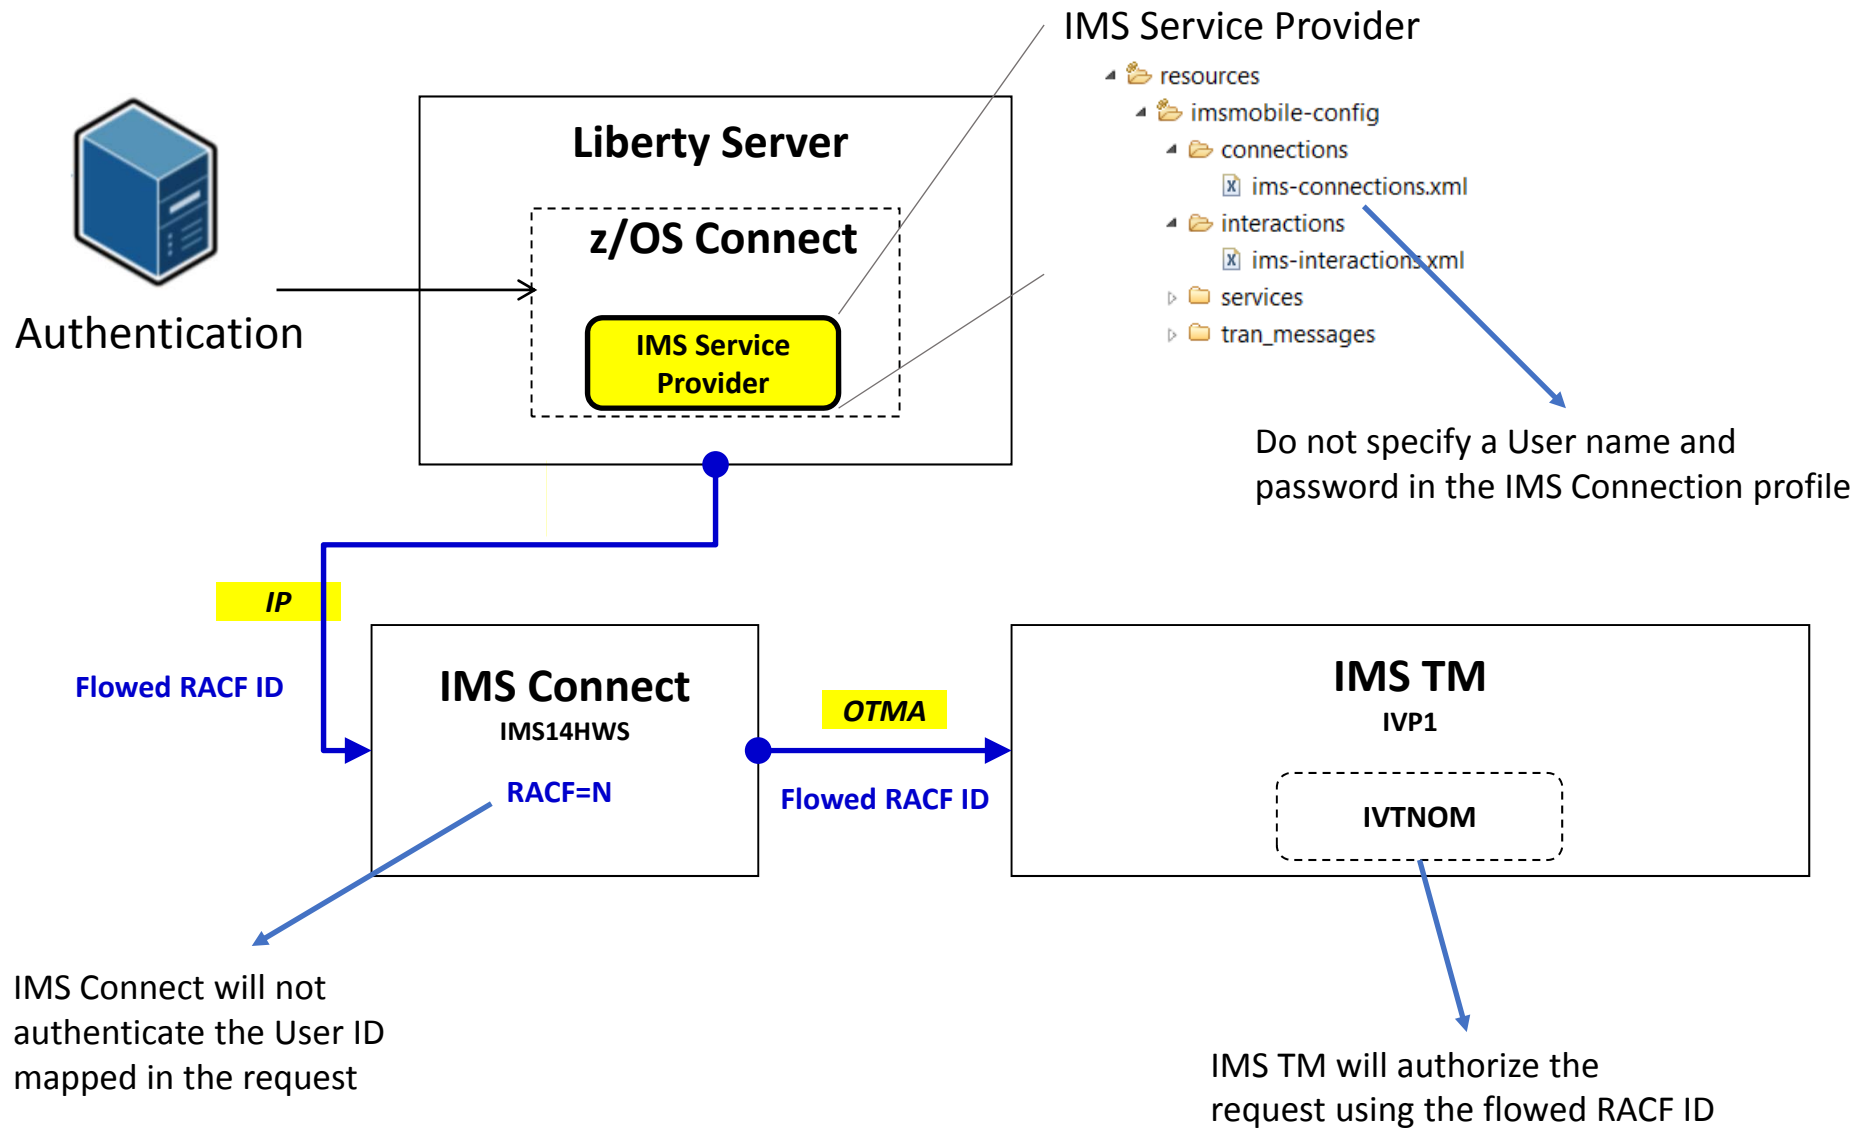 IMS Service Provider
resources
imsmobile-config
connections
ims-connections.xml
interactions
ims-interactions.xml
services
tran_messages
Liberty Server
z/OS Connect
IMS Service
Provider
Authentication
Do not specify a User name and
password in the IMS Connection profile
IP
Flowed RACF ID
IMS Connect
IMS14HWS
RACF=N
OTMA
Flowed RACF ID
IMS TM
IVP1
IVTNOM
IMS Connect will not
authenticate the User ID
mapped in the request
IMS TM will authorize the
request using the flowed RACF ID